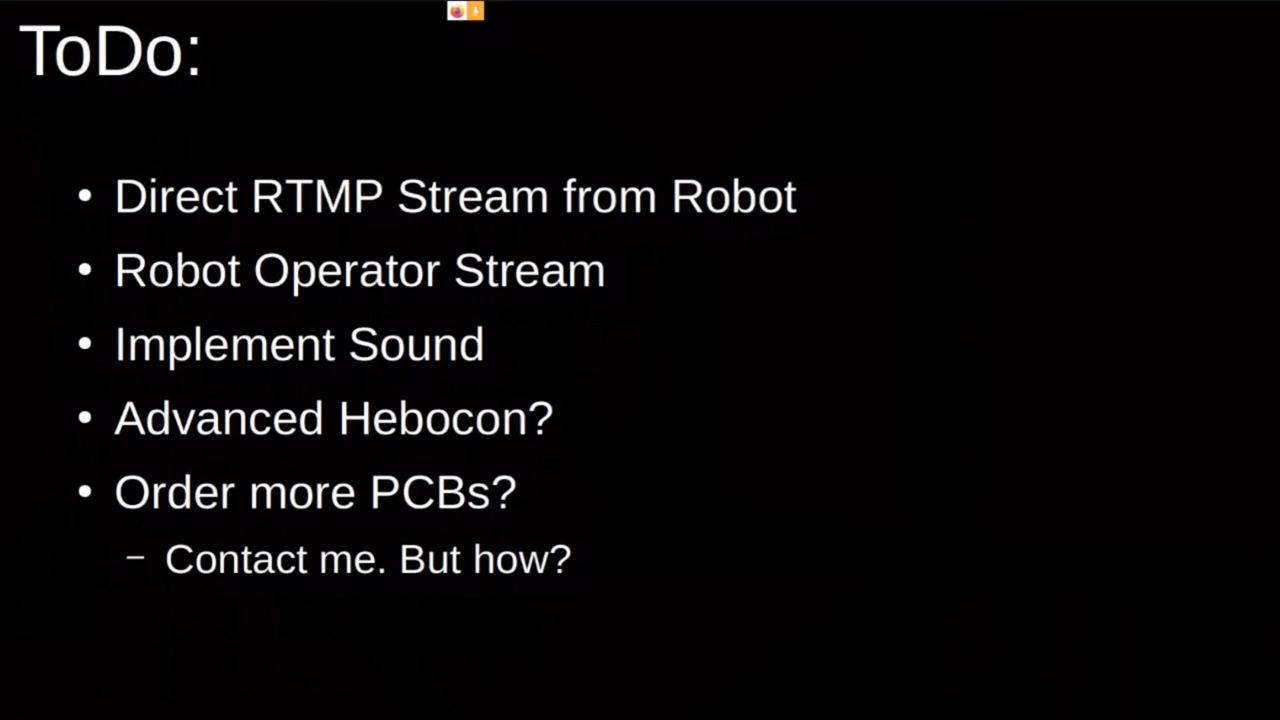 ToDo:
• Direct RTMP Stream from Robot
• Robot Operator Stream
• Implement Sound
• Advanced Hebocon?
• Order more PCBs?
– Contact me. But how?